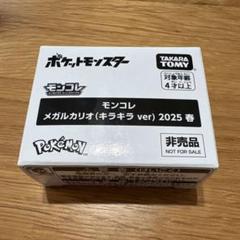 ポケットモンスター
TAKARA
TOMY
対象年齢
4才以上
モンコレ
モンコレ
メガルカリオ(キラキラ ver) 2025 春
POKÉMON
非売品
NOT FOR SALE